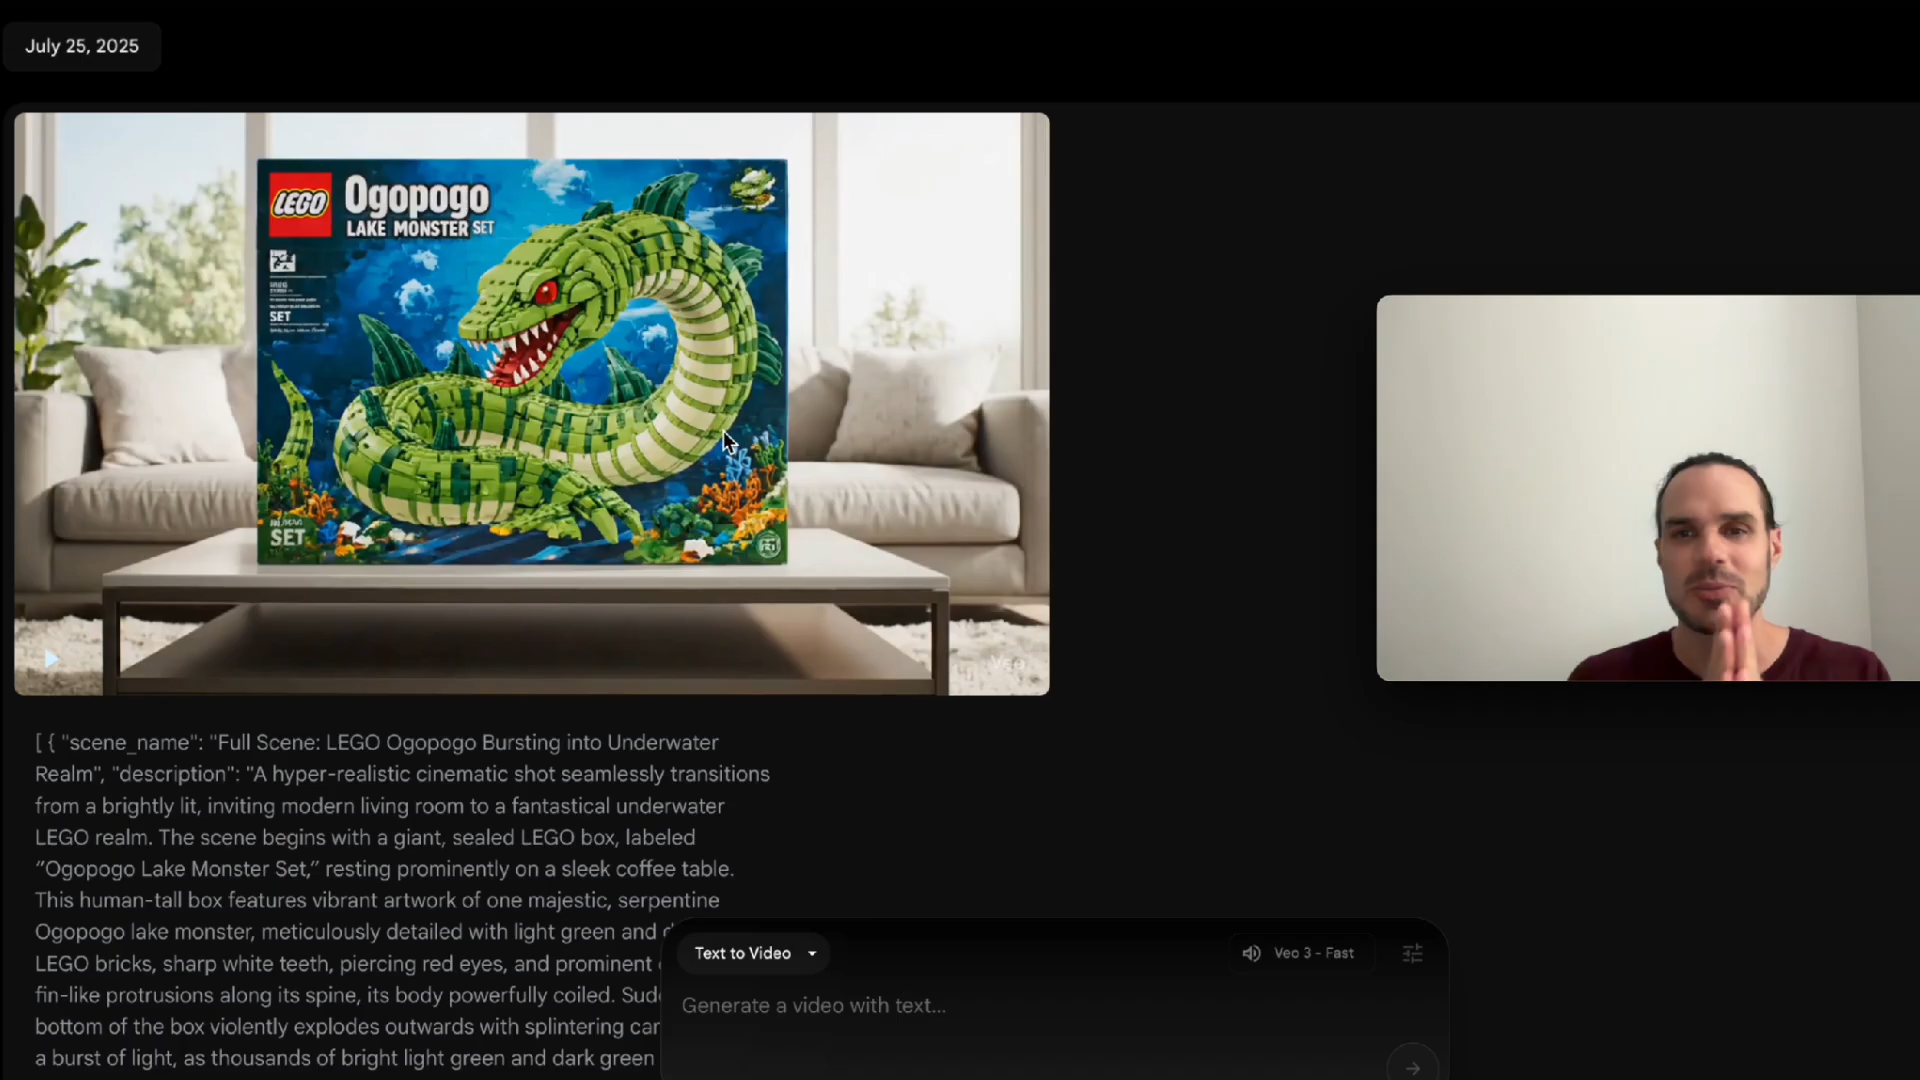 July 25, 2025
LEGO
Ogopogo
LAKE MONSTER SET
SET
SET
Veo
[ { "scene_name": "Full Scene: LEGO Ogopogo Bursting into Underwater
Realm", "description": "A hyper-realistic cinematic shot seamlessly transitions
from a brightly lit, inviting modern living room to a fantastical underwater
LEGO realm. The scene begins with a giant, sealed LEGO box, labeled
“Ogopogo Lake Monster Set,” resting prominently on a sleek coffee table.
This human-tall box features vibrant artwork of one majestic, serpentine
Ogopogo lake monster, meticulously detailed with light green and
LEGO bricks, sharp white teeth, piercing red eyes, and prominent
fin-like protrusions along its spine, its body powerfully coiled.
bottom of the box violently explodes outwards with splintering
a burst of light, as thousands of bright light green and dark green
Text to Video
Veo 3 - Fast
Generate a video with text...